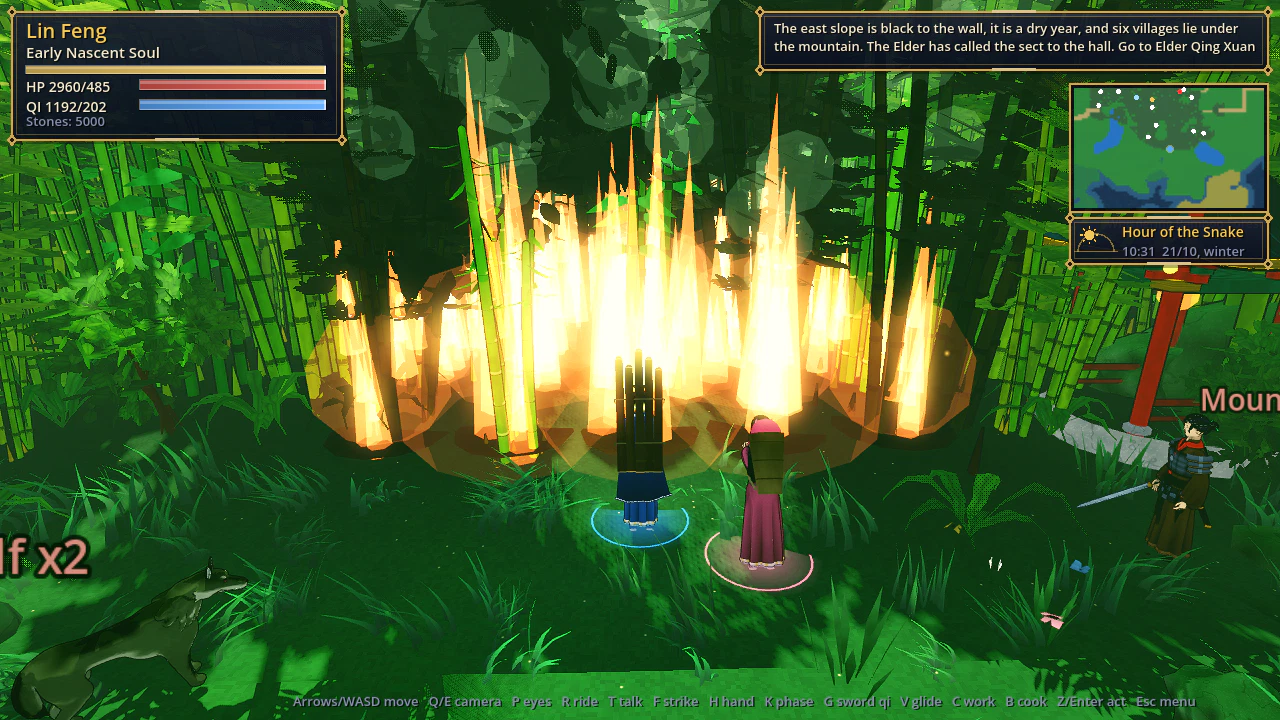 Lin Feng
Early Nascent Soul
HP 2960/485
QI 1192/202
Stones: 5000
The east slope is black to the wall, it is a dry year, and six villages lie under
the mountain. The Elder has called the sect to the hall. Go to Elder Qing Xuan
Hour of the Snake
10:31 21/10, winter
Moun
lf x2
Arrows/WASD move Q/E camera P eyes R ride T talk F strike H hand K phase G sword qi V glide C work B cook Z/Enter act Esc menu